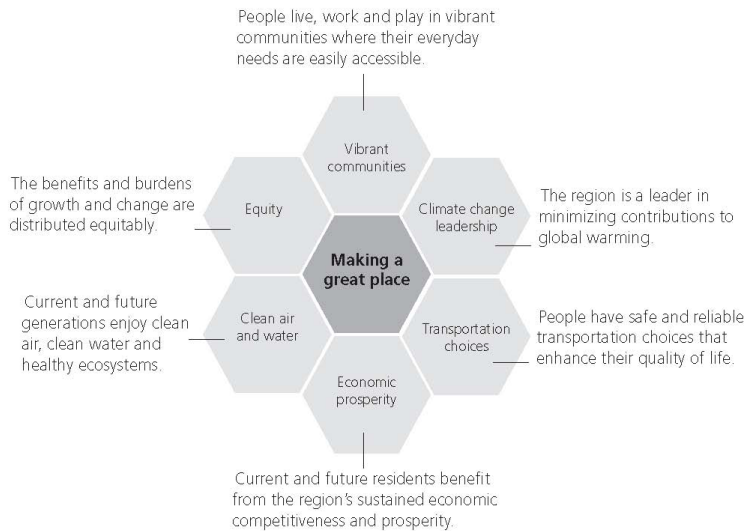 People live, work and play in vibrant
communities where their everyday
needs are easily accessible.
Vibrant
communities
The benefits and burdens
of growth and change are
distributed equitably.
Equity
Climate change
leadership
The region is a leader in
minimizing contributions to
global warming.
Making a
great place
Current and future
generations enjoy clean
air, clean water and
healthy ecosystems.
Clean air
and water
Transportation
choices
People have safe and reliable
transportation choices that
enhance their quality of life.
Economic
prosperity
Current and future residents benefit
from the region's sustained economic
competitiveness and prosperity.